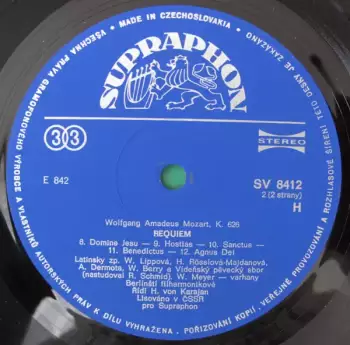 MADE IN CZECHOSLOVAKIA
VŠECHNA PRÁVA GRAMOFONOVÉHO VÝROBCE A VLASTNÍKŮ AUTORSKÝCH PRÁV K DÍLU VYHRAZENA. POŘIZOVÁNÍ KOPIÍ, VEŘEJNÉ PROVOZOVÁNÍ A ROZHLASOVÉ ŠÍŘENÍ TÉTO DESKY JE ZAKÁZÁNO
SUPRAPHON
33
STEREO
E 842
SV 8412
2 (2 strany)
H
Wolfgang Amadeus Mozart, K. 626
REQUIEM
8. Domine Jesu — 9. Hostias — 10. Sanctus —
11. Benedictus — 12. Agnus Dei
Latinsky zp. W. Lippová, H. Rösslová-Majdanová,
A. Dermota, W. Berry a Vídeňský pěvecký sbor
(nastudoval R. Schmid). W. Meyer — varhany
Berlínští filharmonikové
Řídí H. von Karajan
Lisováno v ČSSR
pro Supraphon